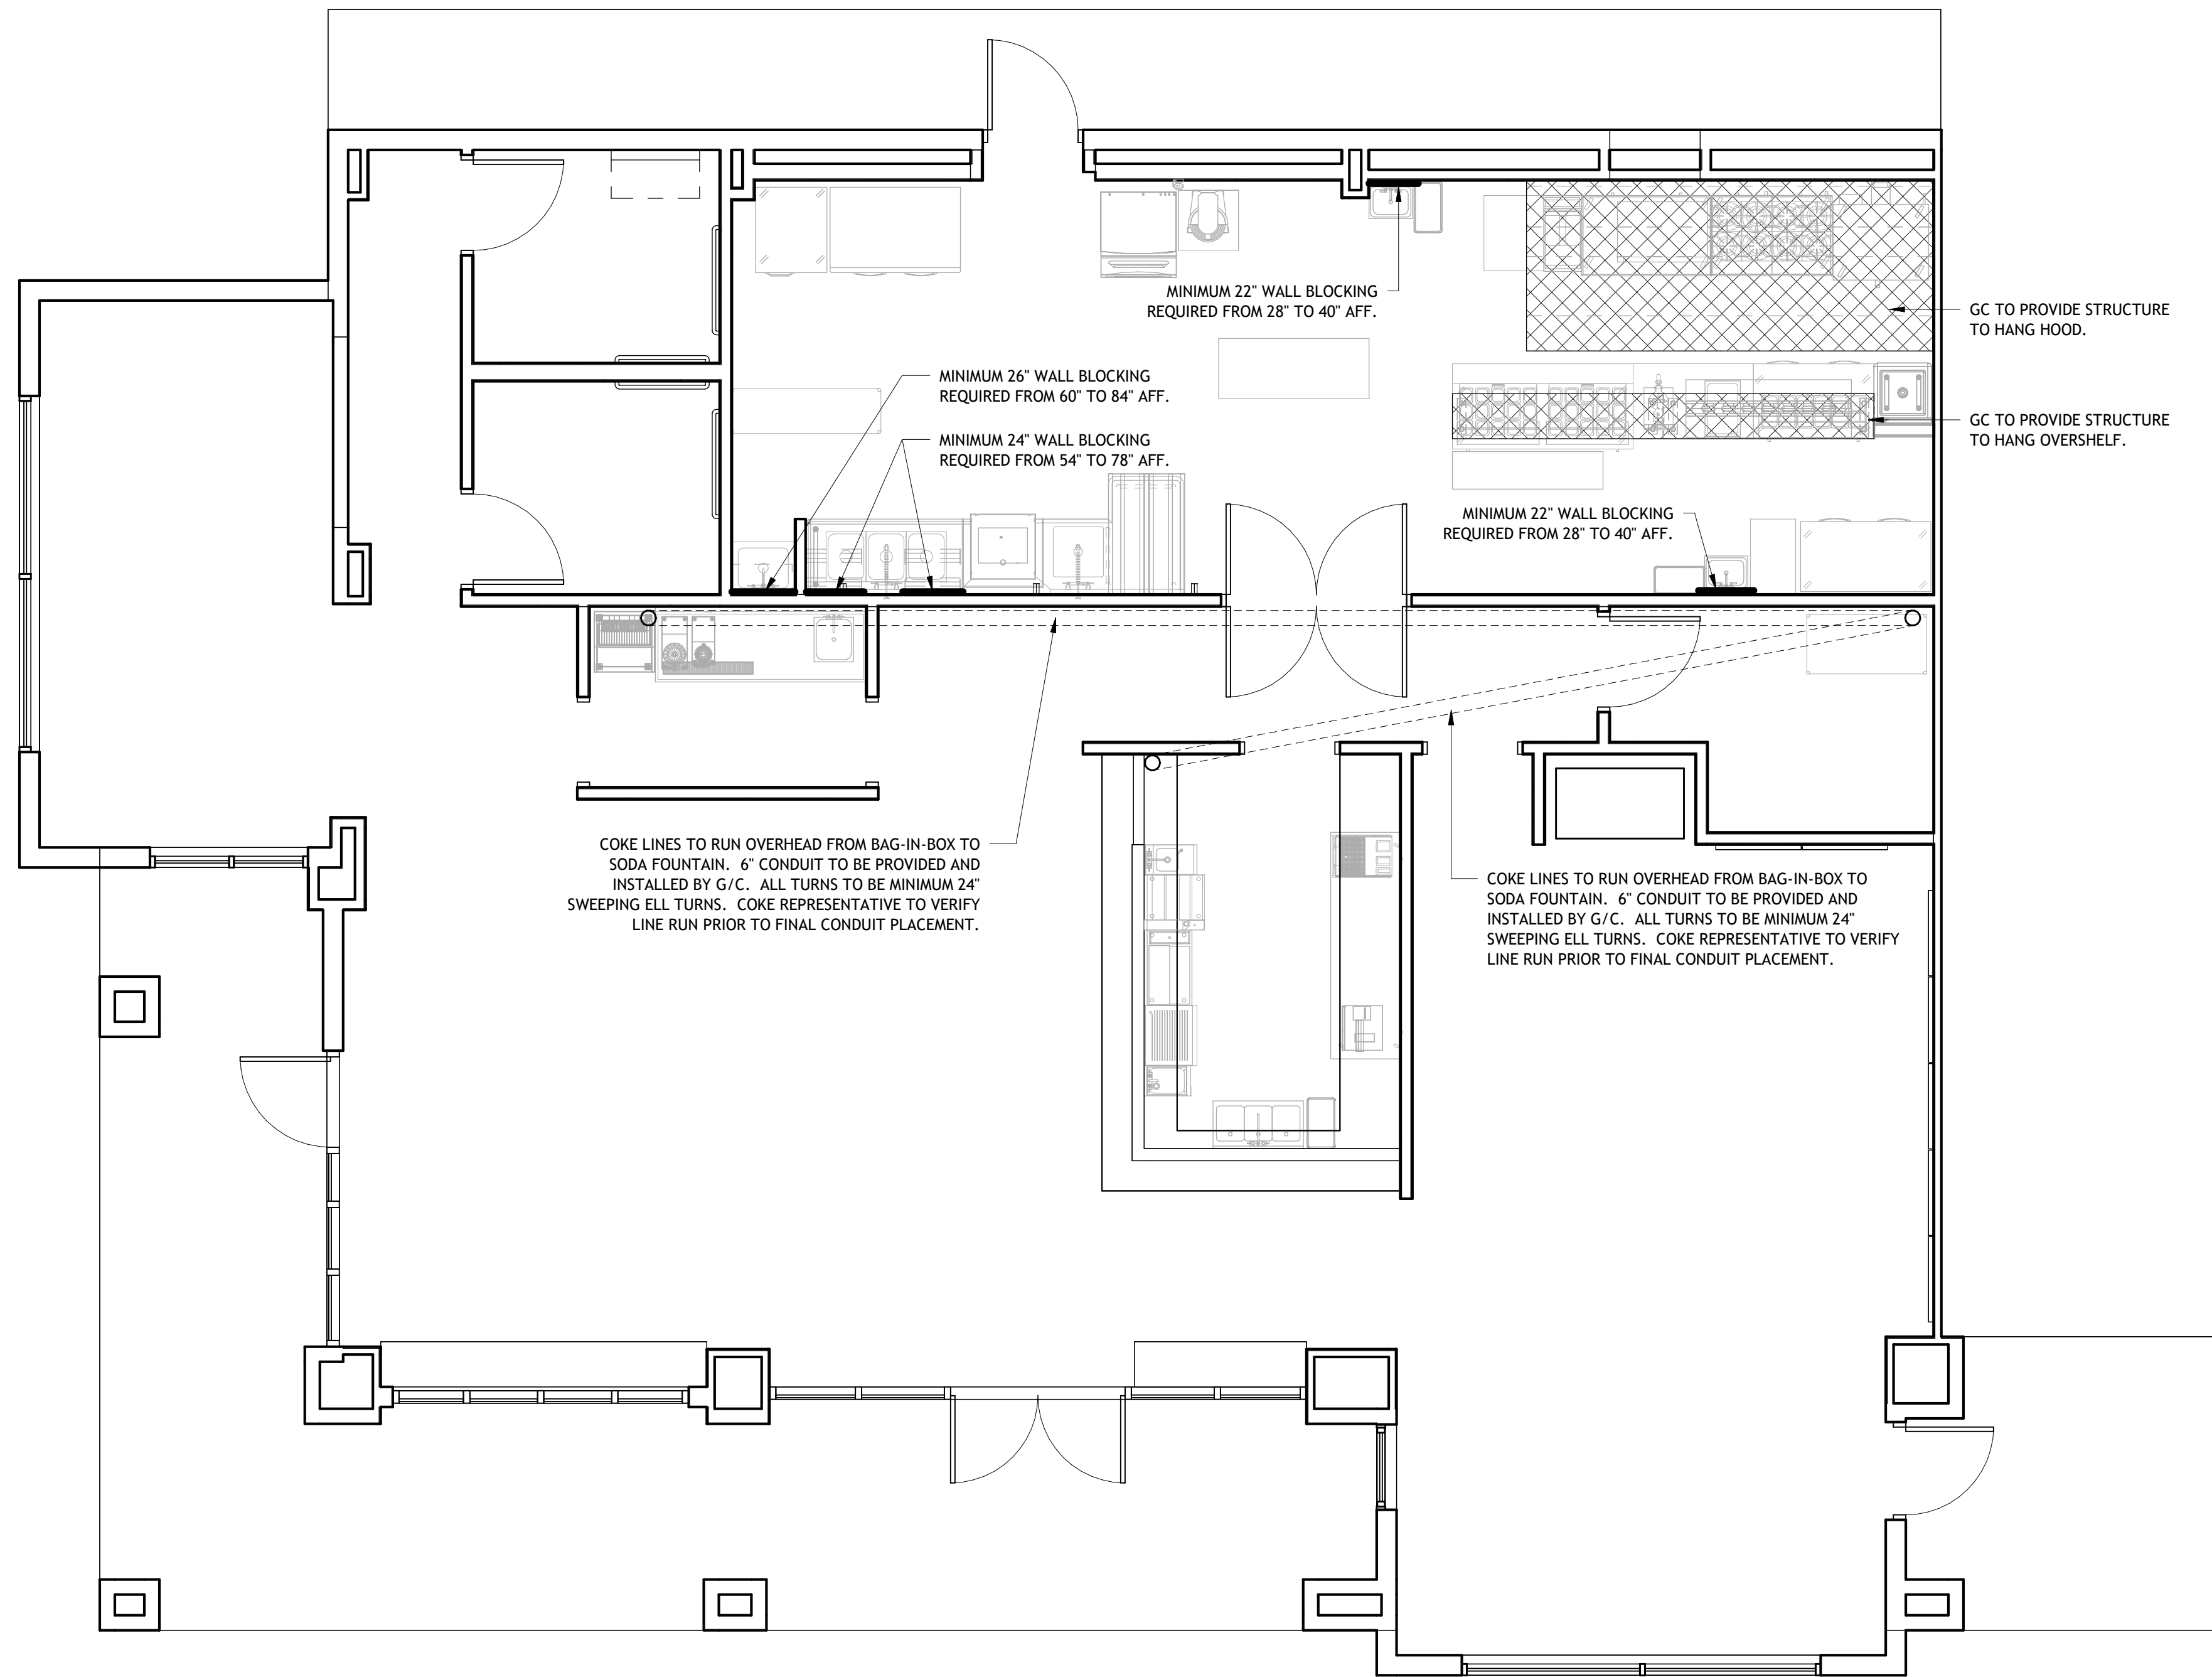 MINIMUM 22" WALL BLOCKING
REQUIRED FROM 28" TO 40" AFF.
GC TO PROVIDE STRUCTURE
TO HANG HOOD.
MINIMUM 26" WALL BLOCKING
REQUIRED FROM 60" TO 84" AFF.
GC TO PROVIDE STRUCTURE
TO HANG OVERSHELF.
MINIMUM 24" WALL BLOCKING
REQUIRED FROM 54" TO 78" AFF.
MINIMUM 22" WALL BLOCKING
REQUIRED FROM 28" TO 40" AFF.
COKE LINES TO RUN OVERHEAD FROM BAG-IN-BOX TO
SODA FOUNTAIN.  6" CONDUIT TO BE PROVIDED AND
INSTALLED BY G/C.  ALL TURNS TO BE MINIMUM 24"
SWEEPING ELL TURNS.  COKE REPRESENTATIVE TO VERIFY
LINE RUN PRIOR TO FINAL CONDUIT PLACEMENT.
COKE LINES TO RUN OVERHEAD FROM BAG-IN-BOX TO
SODA FOUNTAIN.  6" CONDUIT TO BE PROVIDED AND
INSTALLED BY G/C.  ALL TURNS TO BE MINIMUM 24"
SWEEPING ELL TURNS.  COKE REPRESENTATIVE TO VERIFY
LINE RUN PRIOR TO FINAL CONDUIT PLACEMENT.